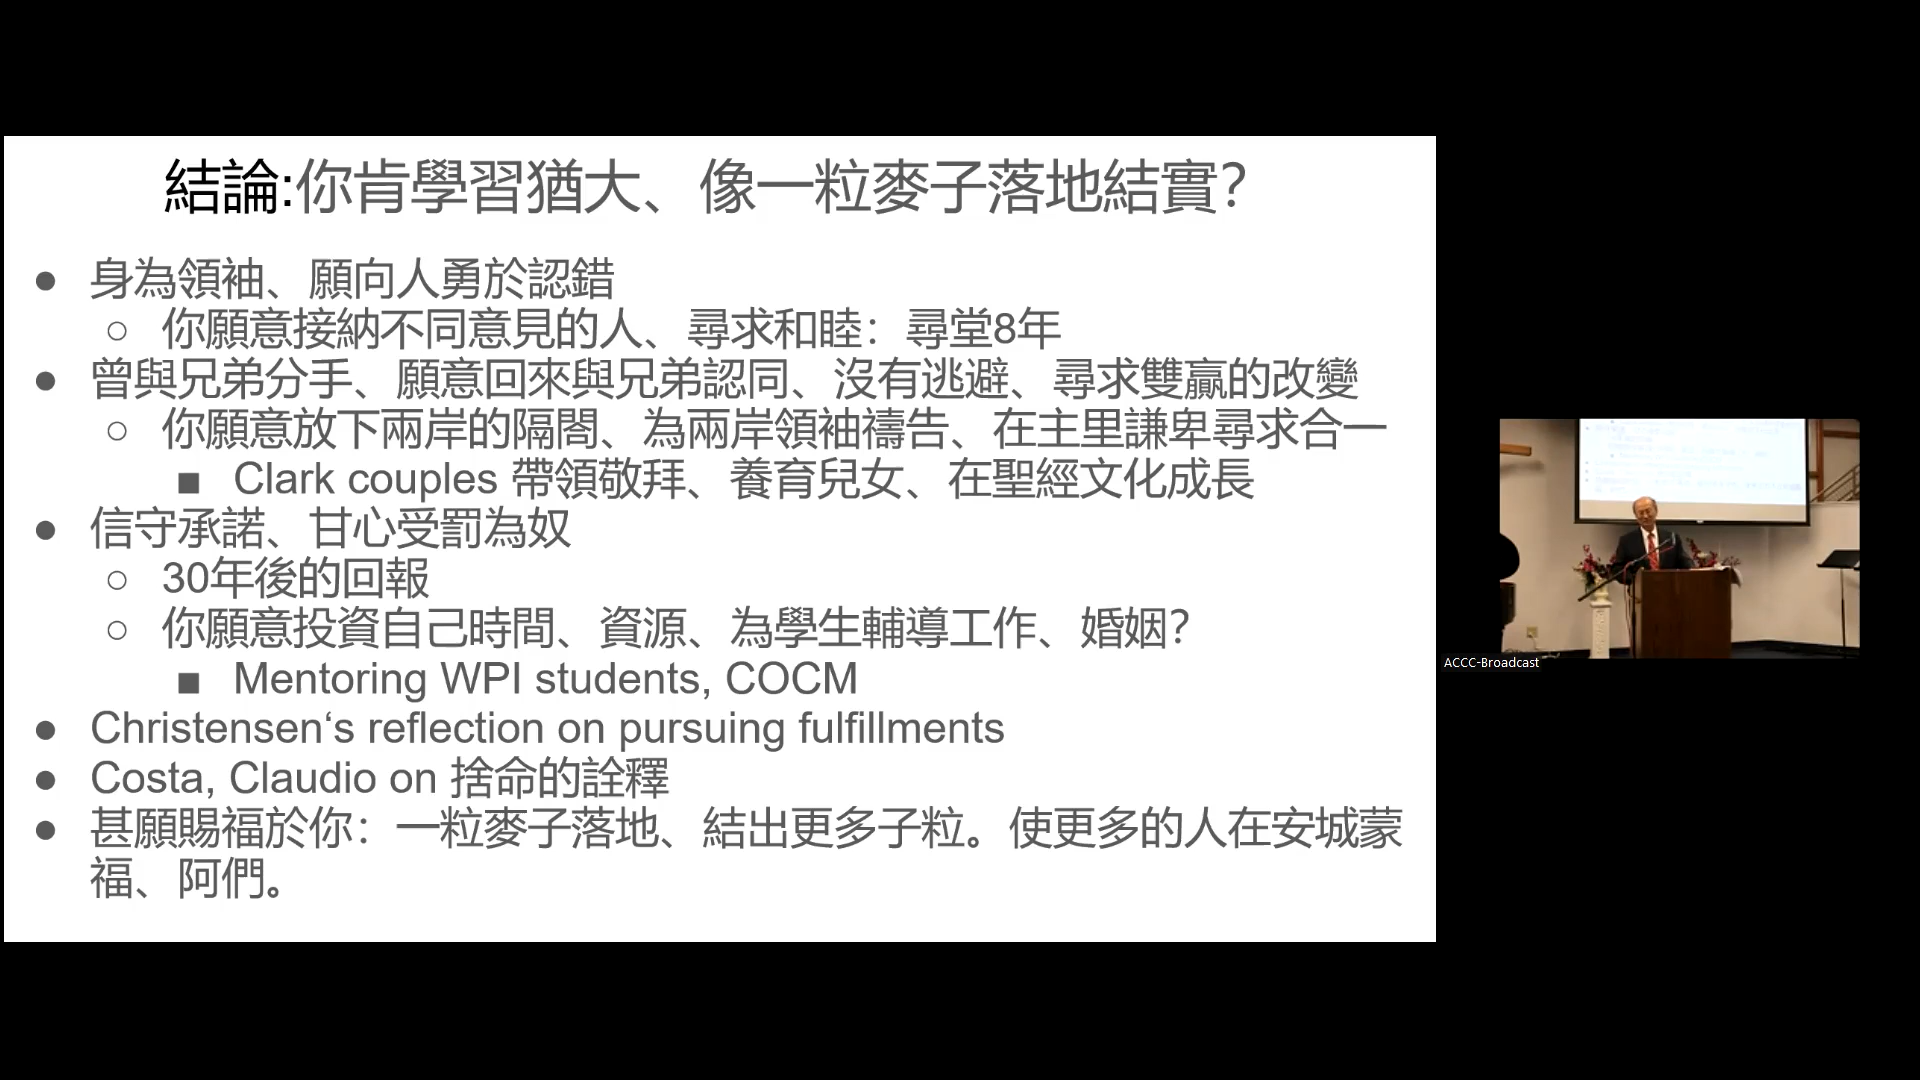 結論:你肯學習猶大、像一粒麥子落地結實?
● 身為領袖、願向人勇於認錯
○ 你願意接納不同意見的人、尋求和睦：尋堂8年
● 曾與兄弟分手、願意回來與兄弟認同、沒有逃避、尋求雙贏的改變
○ 你願意放下兩岸的隔閤、為兩岸領袖禱告、在主里謙卑尋求合一
■ Clark couples 帶領敬拜、養育兒女、在聖經文化成長
● 信守承諾、甘心受罰為奴
○ 30年後的回報
○ 你願意投資自己時間、資源、為學生輔導工作、婚姻?
■ Mentoring WPI students, COCM
● Christensen‘s reflection on pursuing fulfillments
● Costa, Claudio on 捨命的詮釋
● 甚願賜福於你：一粒麥子落地、結出更多子粒。使更多的人在安城蒙
福、阿們。
ACCC-Broadcast